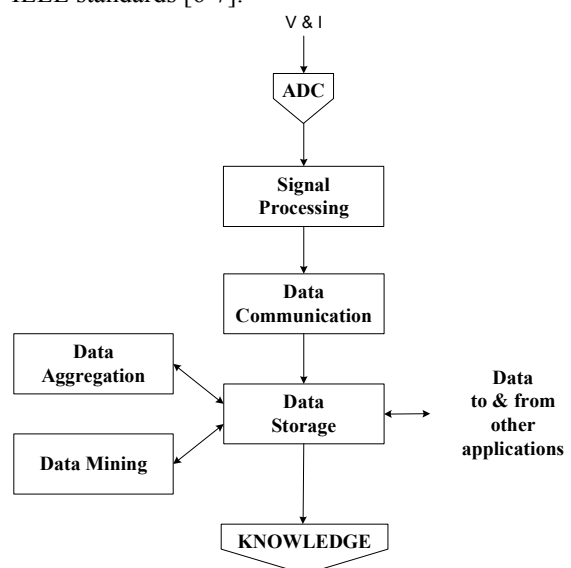 IEEE standards [6-7].
V & I
ADC
Signal
Processing
Data
Communication
Data
Aggregation
Data
Storage
Data
to & from
other
applications
Data Mining
KNOWLEDGE